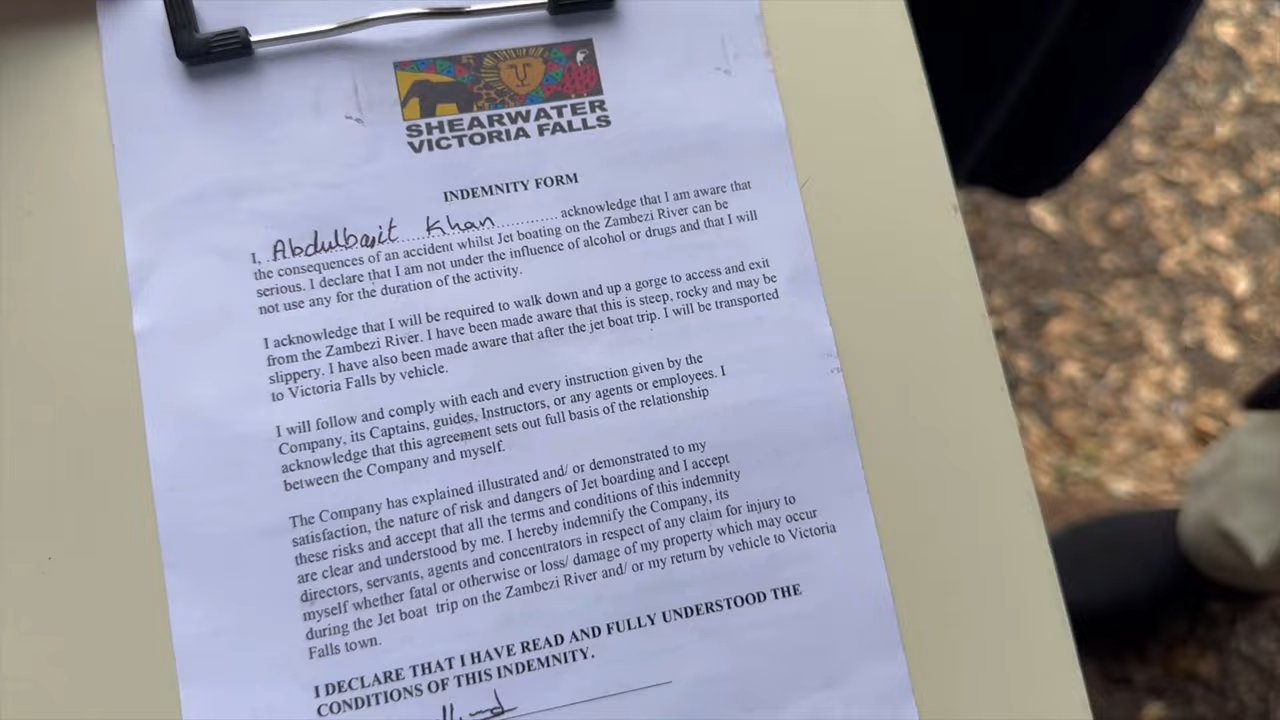 SHEARWATER
VICTORIA FALLS
INDEMNITY FORM
I, Abdulbasit Khan ............ acknowledge that I am aware that
the consequences of an accident whilst Jet boating on the Zambezi River can be
serious. I declare that I am not under the influence of alcohol or drugs and that I will
not use any for the duration of the activity.
I acknowledge that I will be required to walk down and up a gorge to access and exit
from the Zambezi River. I have been made aware that this is steep, rocky and may be
slippery. I have also been made aware that after the jet boat trip. I will be transported
to Victoria Falls by vehicle.
I will follow and comply with each and every instruction given by the
Company, its Captains, guides, Instructors, or any agents or employees. I
acknowledge that this agreement sets out full basis of the relationship
between the Company and myself.
The Company has explained illustrated and/ or demonstrated to my
satisfaction, the nature of risk and dangers of Jet boarding and I accept
these risks and accept that all the terms and conditions of this indemnity
are clear and understood by me. I hereby indemnify the Company, its
directors, servants, agents and concentrators in respect of any claim for injury to
myself whether fatal or otherwise or loss/ damage of my property which may occur
during the Jet boat trip on the Zambezi River and/ or my return by vehicle to Victoria
Falls town.
I DECLARE THAT I HAVE READ AND FULLY UNDERSTOOD THE
CONDITIONS OF THIS INDEMNITY.